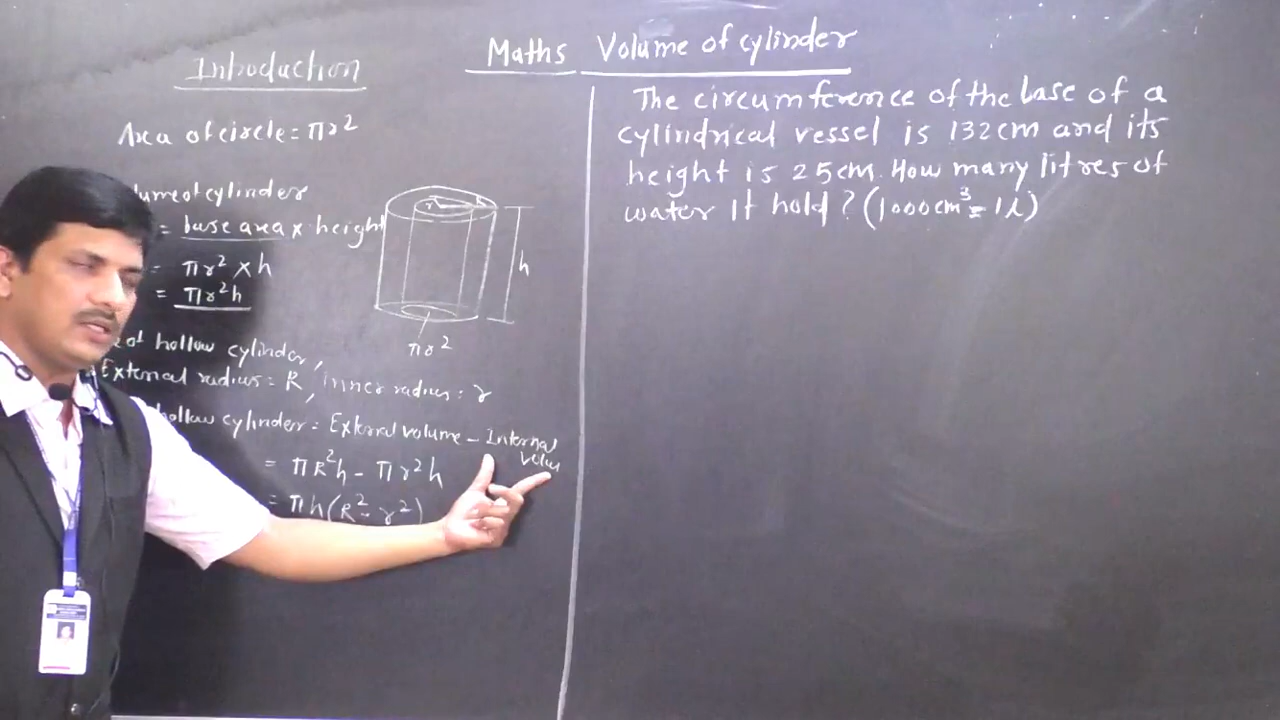 Maths Volume of cylinder
Introduction
Area of circle = πr²
of cylinder
= base area × height
= πr² × h
= πr²h
r
h
πr²
hollow cylinder,
External radius = R, inner radius = r
hollow cylinder = External volume - Internal
= πR²h - πr²h
= πh(R² - r²)
The circumference of the base of a
cylindrical vessel is 132cm and its
height is 25cm. How many litres of
water it hold? (1000cm³ = 1l)